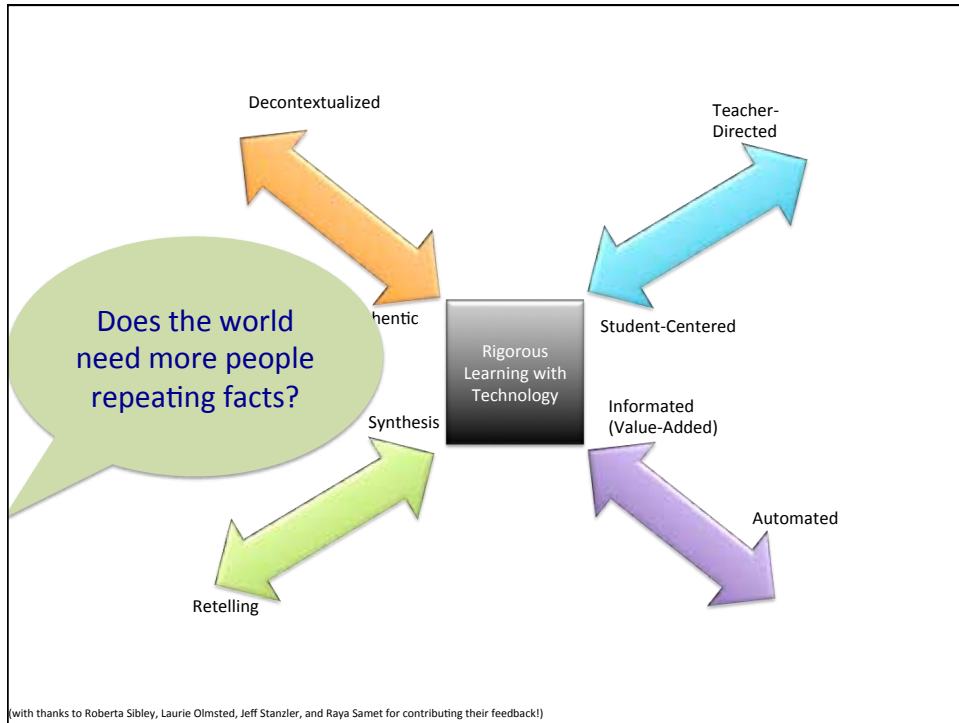 Decontextualized
Teacher-
Directed
Does the world
need more people
repeating facts?
hentic
Student-Centered
Rigorous
Learning with
Technology
Synthesis
Informated
(Value-Added)
Automated
Retelling
(with thanks to Roberta Sibley, Laurie Olmsted, Jeff Stanzler, and Raya Samet for contributing their feedback!)